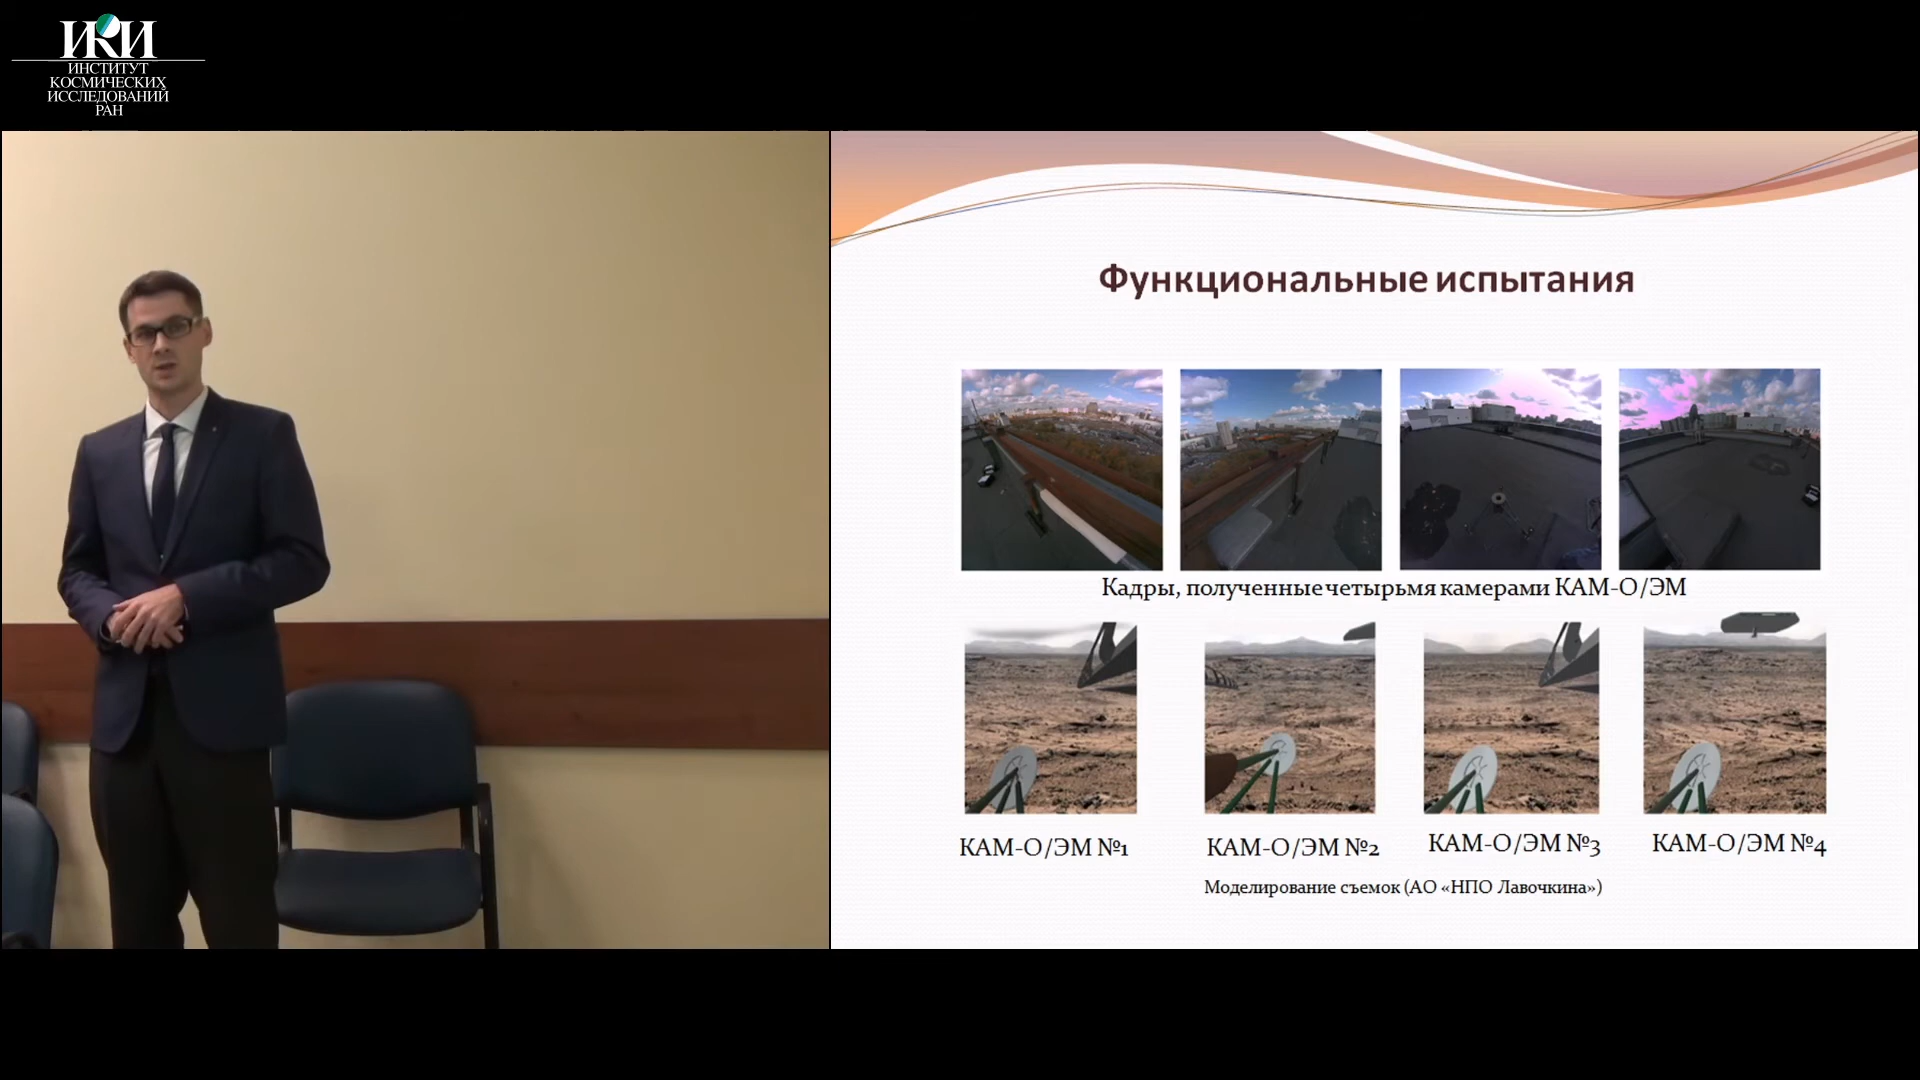 ИКИ
ИНСТИТУТ
КОСМИЧЕСКИХ
ИССЛЕДОВАНИЙ
РАН
Функциональные испытания
Кадры, полученные четырьмя камерами КАМ-О/ЭМ
КАМ-О/ЭМ №1 КАМ-О/ЭМ №2 КАМ-О/ЭМ №3 КАМ-О/ЭМ №4
Моделирование съемок (АО «НПО Лавочкина»)